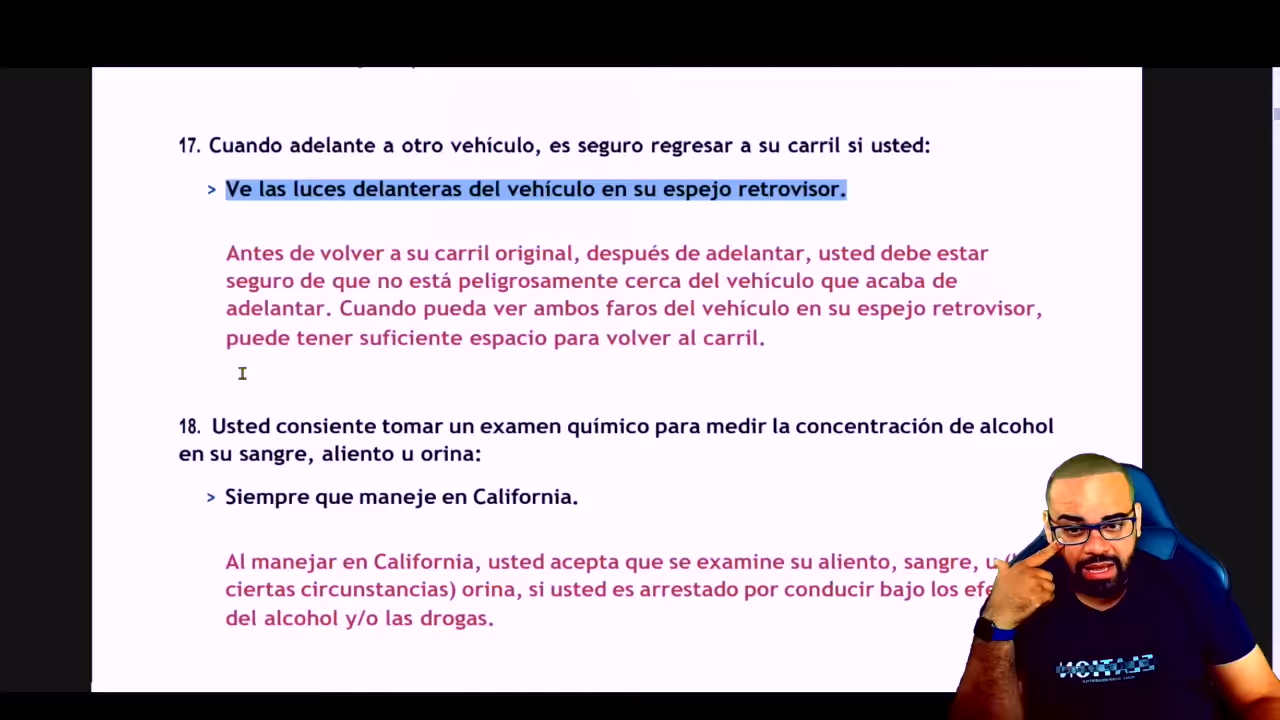 17. Cuando adelante a otro vehículo, es seguro regresar a su carril si usted:
> Ve las luces delanteras del vehículo en su espejo retrovisor.
Antes de volver a su carril original, después de adelantar, usted debe estar
seguro de que no está peligrosamente cerca del vehículo que acaba de
adelantar. Cuando pueda ver ambos faros del vehículo en su espejo retrovisor,
puede tener suficiente espacio para volver al carril.
18. Usted consiente tomar un examen químico para medir la concentración de alcohol
en su sangre, aliento u orina:
> Siempre que maneje en California.
Al manejar en California, usted acepta que se examine su aliento, sangre, u
ciertas circunstancias) orina, si usted es arrestado por conducir bajo los
del alcohol y/o las drogas.